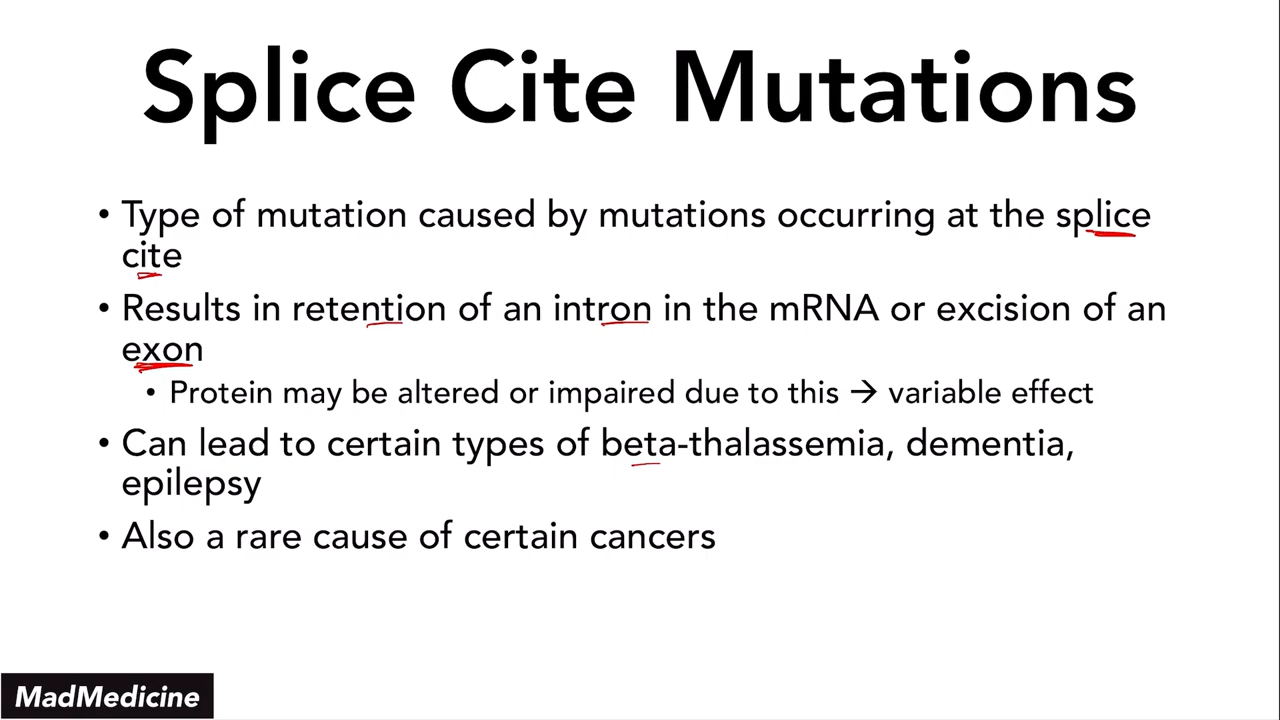 Splice Cite Mutations
• Type of mutation caused by mutations occurring at the splice
cite
• Results in retention of an intron in the mRNA or excision of an
exon
• Protein may be altered or impaired due to this → variable effect
• Can lead to certain types of beta-thalassemia, dementia,
epilepsy
• Also a rare cause of certain cancers
MadMedicine